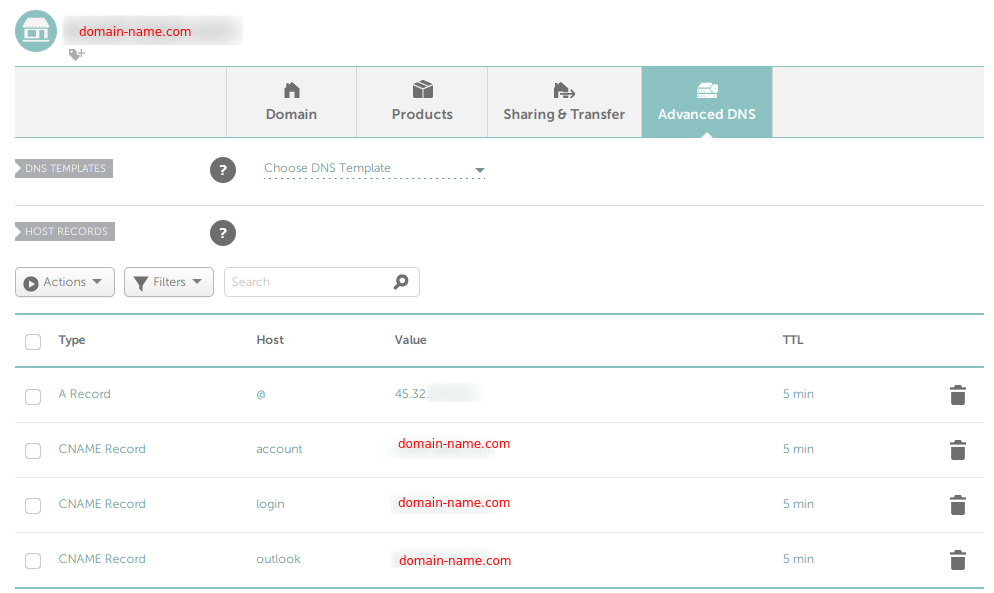 domain-name.com
Domain Products Sharing & Transfer Advanced DNS
DNS TEMPLATES ? Choose DNS Template
HOST RECORDS ?
Actions Filters Search
Type Host Value TTL
A Record @ 45.32. 5 min
CNAME Record account domain-name.com 5 min
CNAME Record login domain-name.com 5 min
CNAME Record outlook domain-name.com 5 min